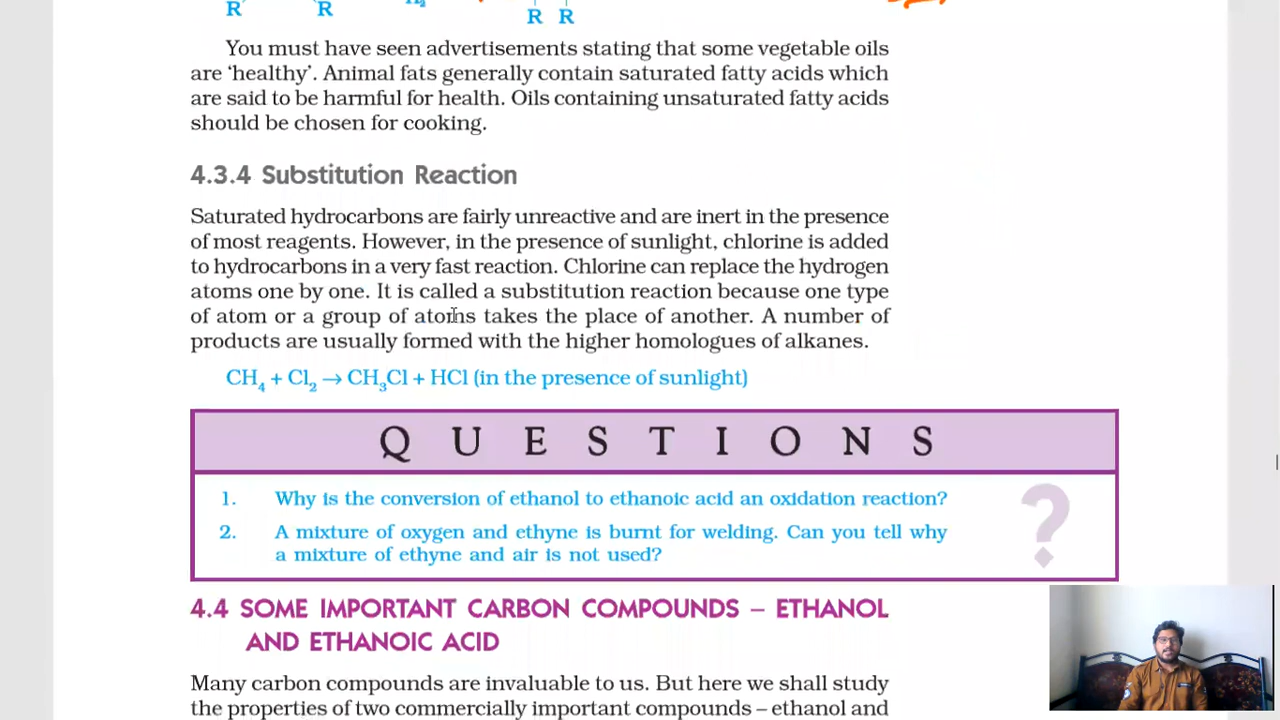 R R H₂ R R
You must have seen advertisements stating that some vegetable oils
are ‘healthy’. Animal fats generally contain saturated fatty acids which
are said to be harmful for health. Oils containing unsaturated fatty acids
should be chosen for cooking.
4.3.4 Substitution Reaction
Saturated hydrocarbons are fairly unreactive and are inert in the presence
of most reagents. However, in the presence of sunlight, chlorine is added
to hydrocarbons in a very fast reaction. Chlorine can replace the hydrogen
atoms one by one. It is called a substitution reaction because one type
of atom or a group of atoms takes the place of another. A number of
products are usually formed with the higher homologues of alkanes.
CH₄ + Cl₂ → CH₃Cl + HCl (in the presence of sunlight)
Q U E S T I O N S
1. Why is the conversion of ethanol to ethanoic acid an oxidation reaction?
2. A mixture of oxygen and ethyne is burnt for welding. Can you tell why
a mixture of ethyne and air is not used?
?
4.4 SOME IMPORTANT CARBON COMPOUNDS – ETHANOL
AND ETHANOIC ACID
Many carbon compounds are invaluable to us. But here we shall study
the properties of two commercially important compounds – ethanol and